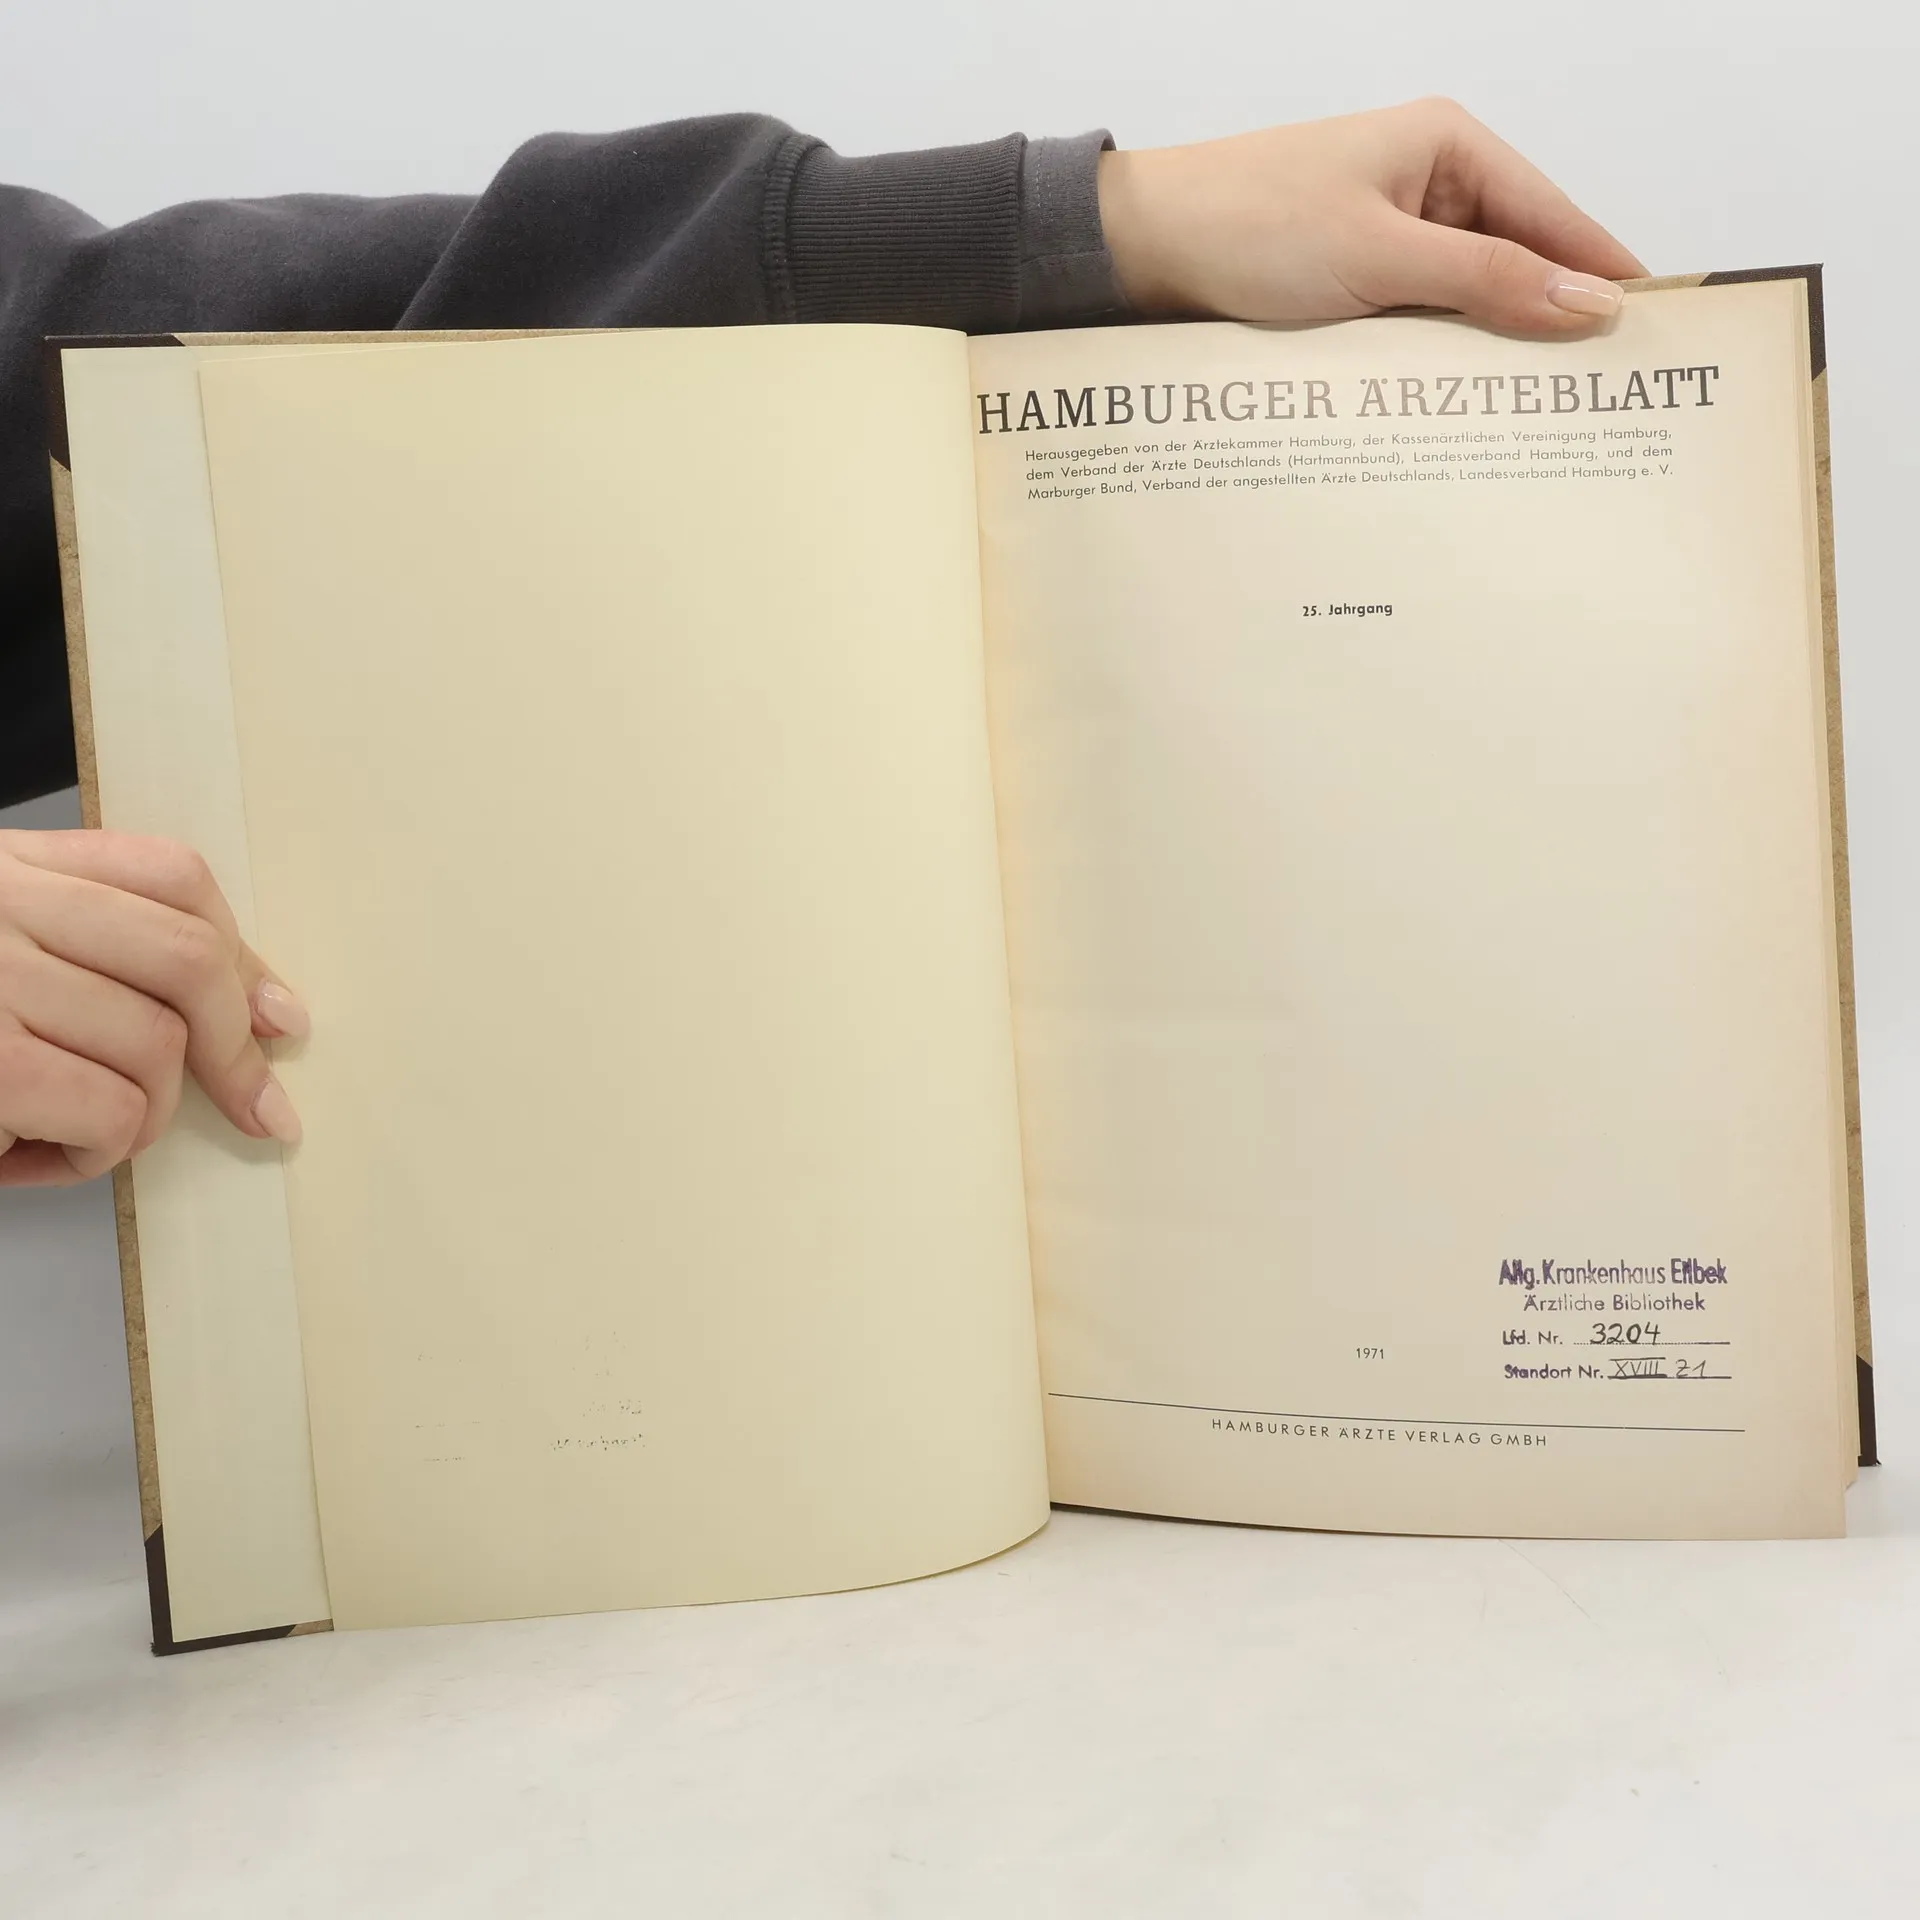 HAMBURGER ÄRZTEBLATT
Herausgegeben von der Ärztekammer Hamburg, der Kassenärztlichen Vereinigung Hamburg,
dem Verband der Ärzte Deutschlands (Hartmannbund), Landesverband Hamburg, und dem
Marburger Bund, Verband der angestellten Ärzte Deutschlands, Landesverband Hamburg e. V.
25. Jahrgang
Allg. Krankenhaus Eilbek
Ärztliche Bibliothek
Lfd. Nr. 3204
Standort Nr. XVIII Z1
1971
HAMBURGER ÄRZTE VERLAG GMBH